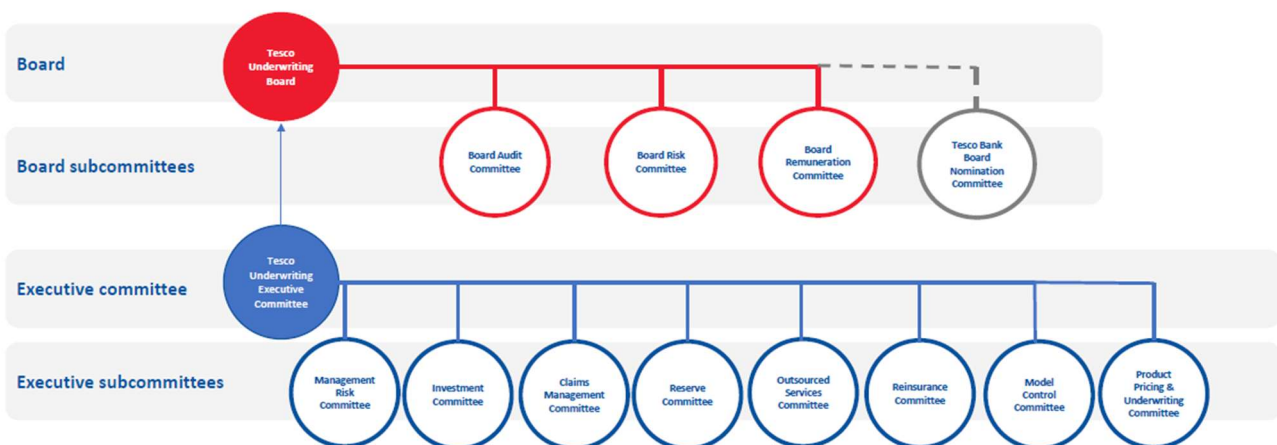 Board
Tesco
Underwriting
Board
Board subcommittees
Board Audit
Committee
Board Risk
Committee
Board
Remuneration
Committee
Tesco Bank
Board
Nomination
Committee
Executive committee
Tesco
Underwriting
Executive
Committee
Executive subcommittees
Management
Risk
Committee
Investment
Committee
Claims
Management
Committee
Reserve
Committee
Outsourced
Services
Committee
Reinsurance
Committee
Model
Control
Committee
Product
Pricing &
Underwriting
Committee